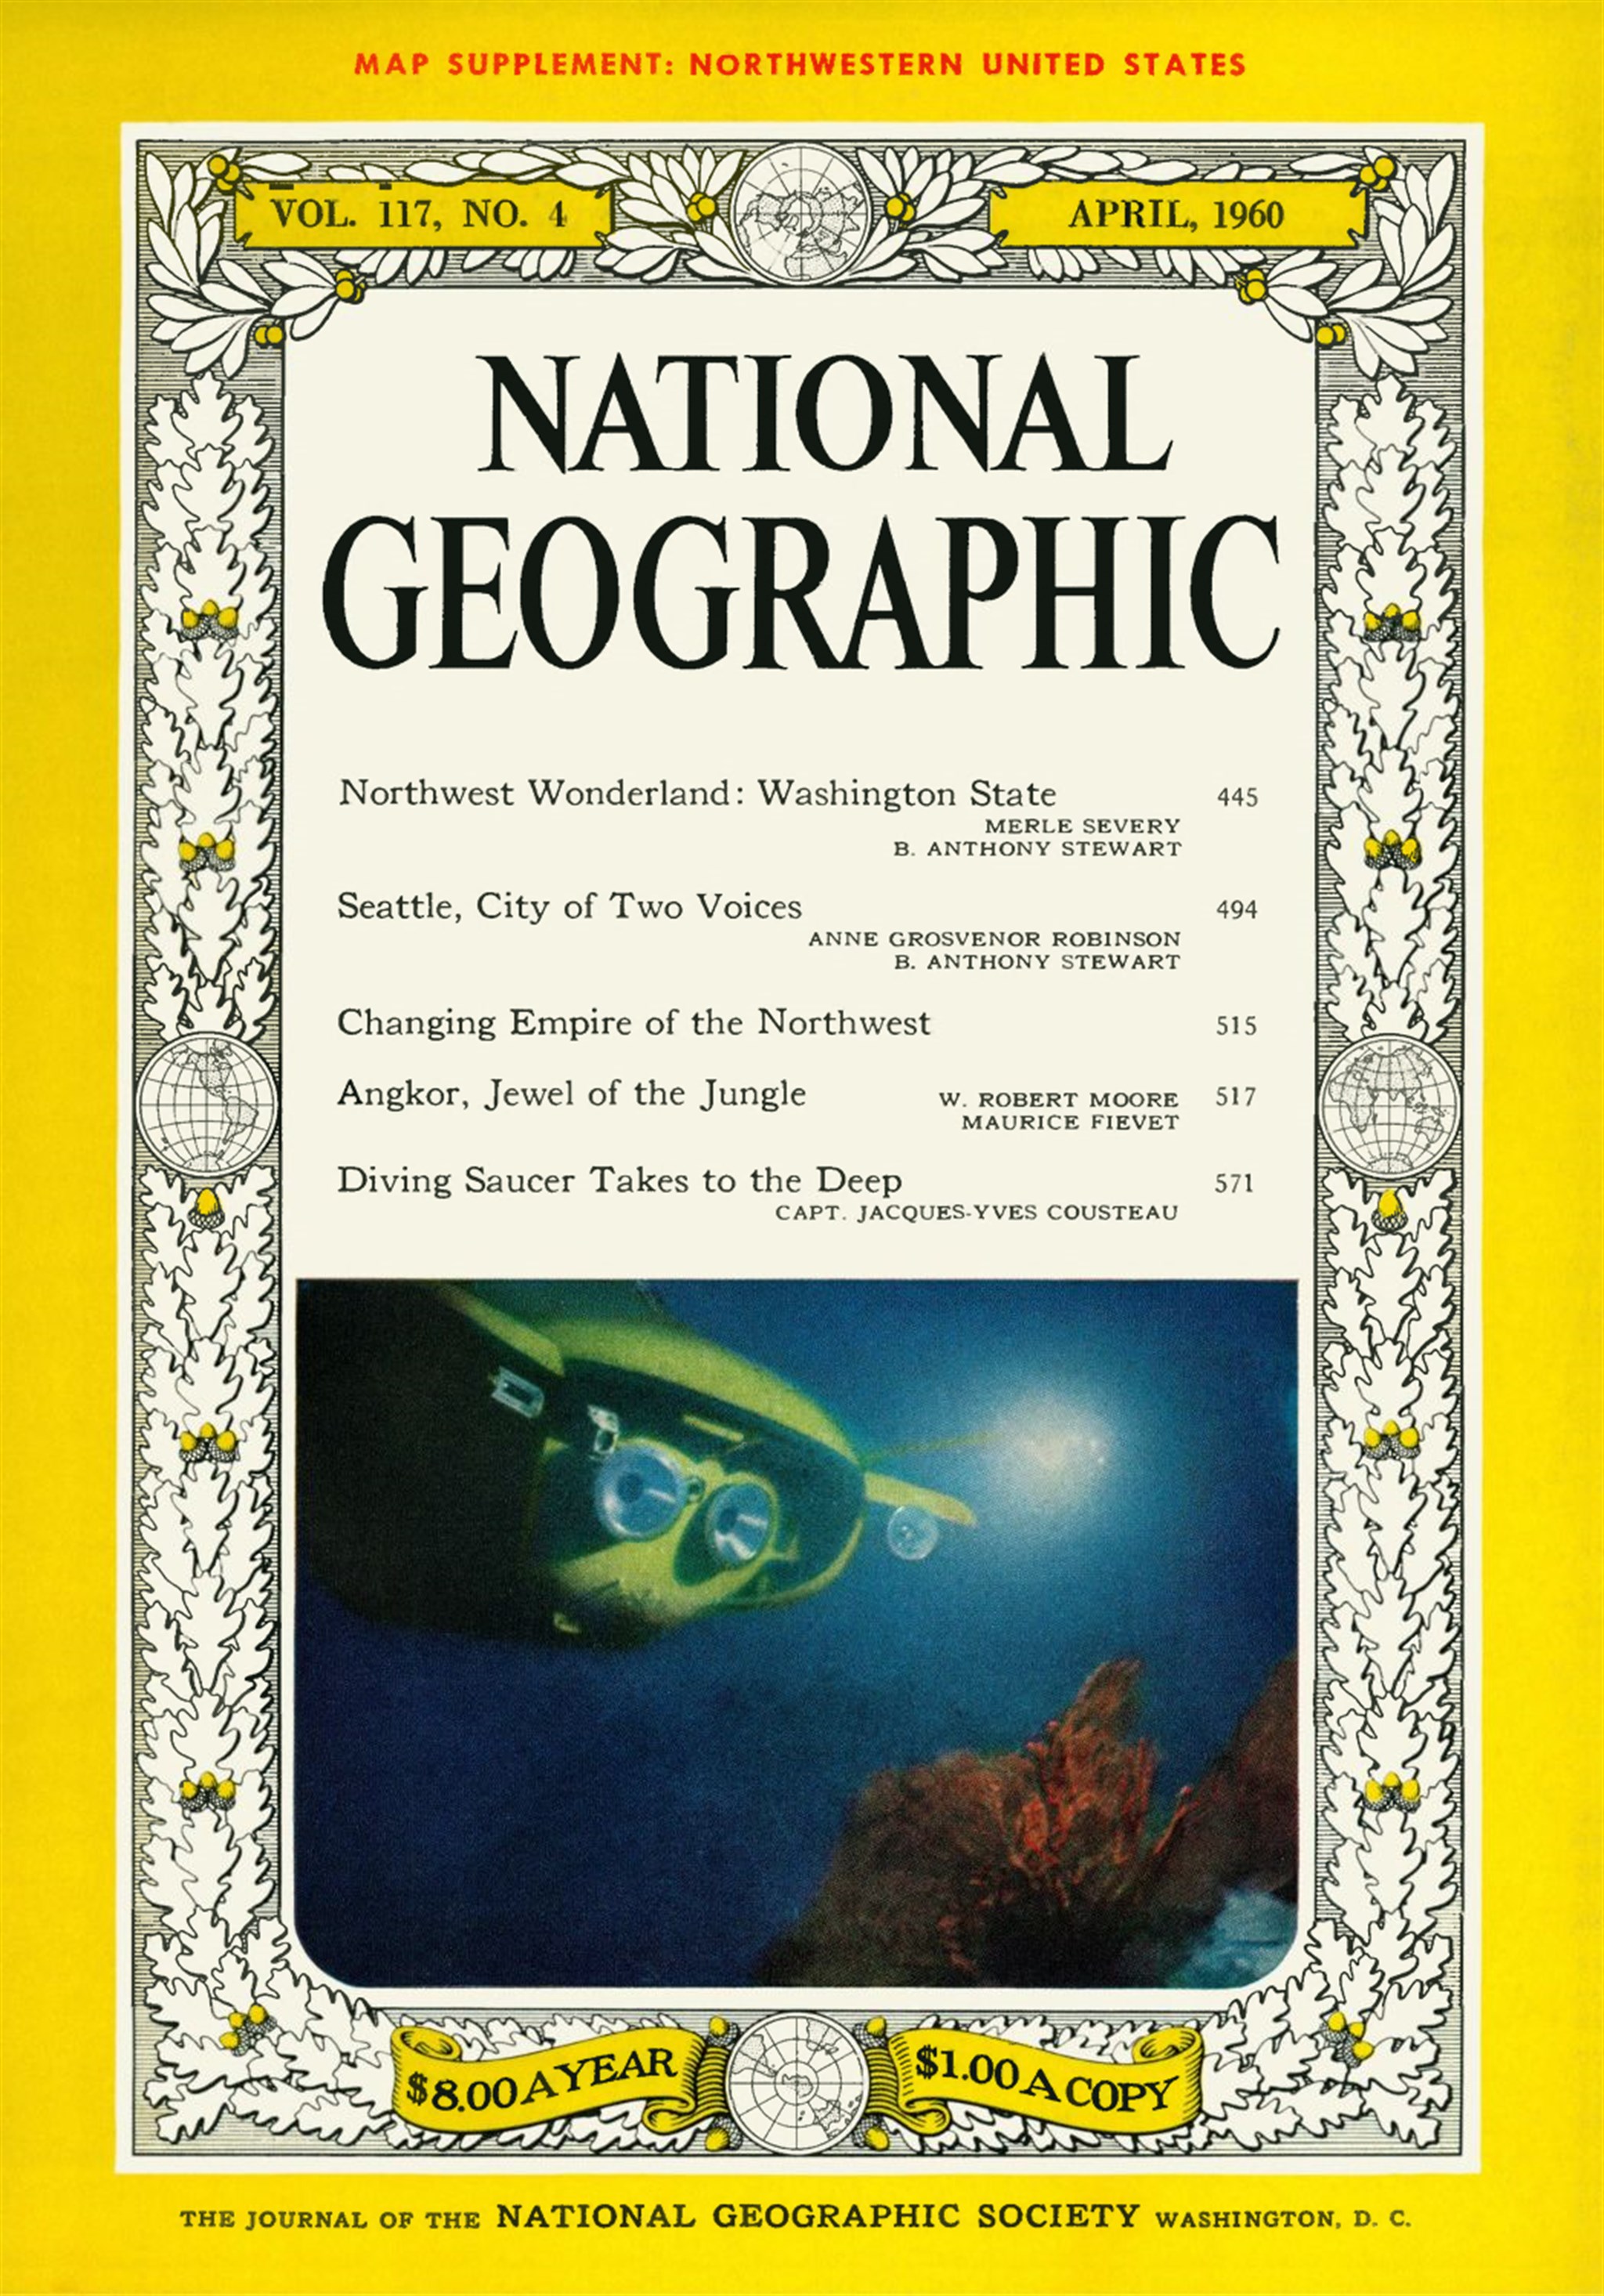 MAP SUPPLEMENT: NORTHWESTERN UNITED STATES
VOL. 117, NO. 4
APRIL, 1960
NATIONAL
GEOGRAPHIC
Northwest Wonderland: Washington State 445
MERLE SEVERY
B. ANTHONY STEWART
Seattle, City of Two Voices 494
ANNE GROSVENOR ROBINSON
B. ANTHONY STEWART
Changing Empire of the Northwest 515
Angkor, Jewel of the Jungle W. ROBERT MOORE 517
MAURICE FIEVET
Diving Saucer Takes to the Deep 571
CAPT. JACQUES-YVES COUSTEAU
$8.00 A YEAR
$1.00 A COPY
THE JOURNAL OF THE NATIONAL GEOGRAPHIC SOCIETY WASHINGTON, D. C.